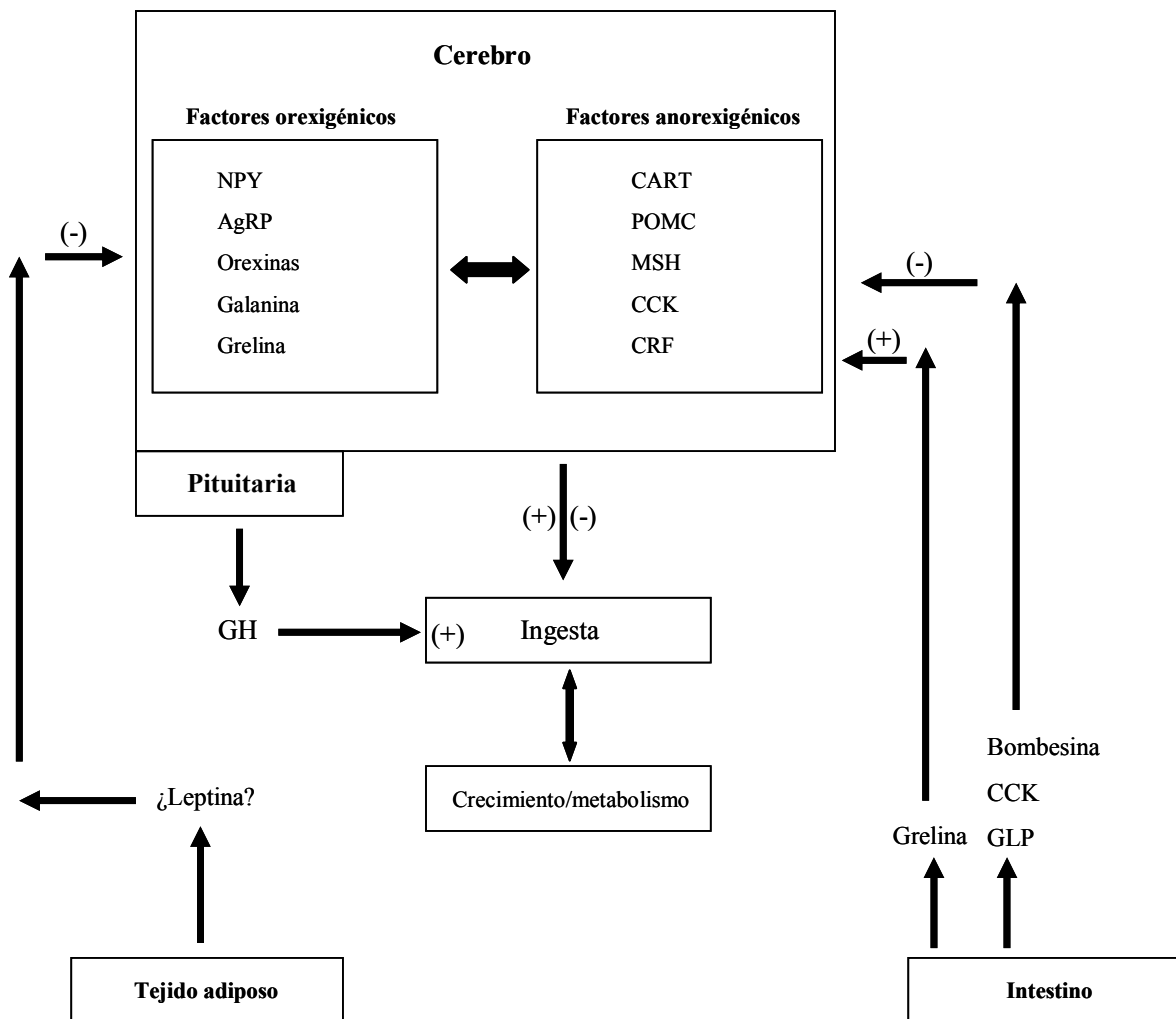 Cerebro
Factores orexigénicos
Factores anorexigénicos
NPY
AgRP
Orexinas
Galanina
Grelina
CART
POMC
MSH
CCK
CRF
(-)
(-)
(+)
Pituitaria
(+)
(-)
GH
(+)
Ingesta
Crecimiento/metabolismo
¿Leptina?
Bombesina
CCK
GLP
Grelina
Tejido adiposo
Intestino